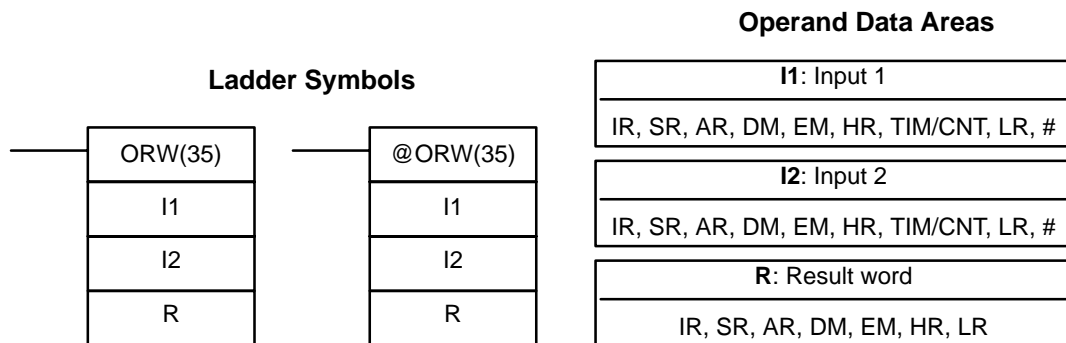 Operand Data Areas
Ladder Symbols
I1: Input 1
IR, SR, AR, DM, EM, HR, TIM/CNT, LR, #
I2: Input 2
IR, SR, AR, DM, EM, HR, TIM/CNT, LR, #
R: Result word
IR, SR, AR, DM, EM, HR, LR
ORW(35)
I1
I2
R
@ORW(35)
I1
I2
R